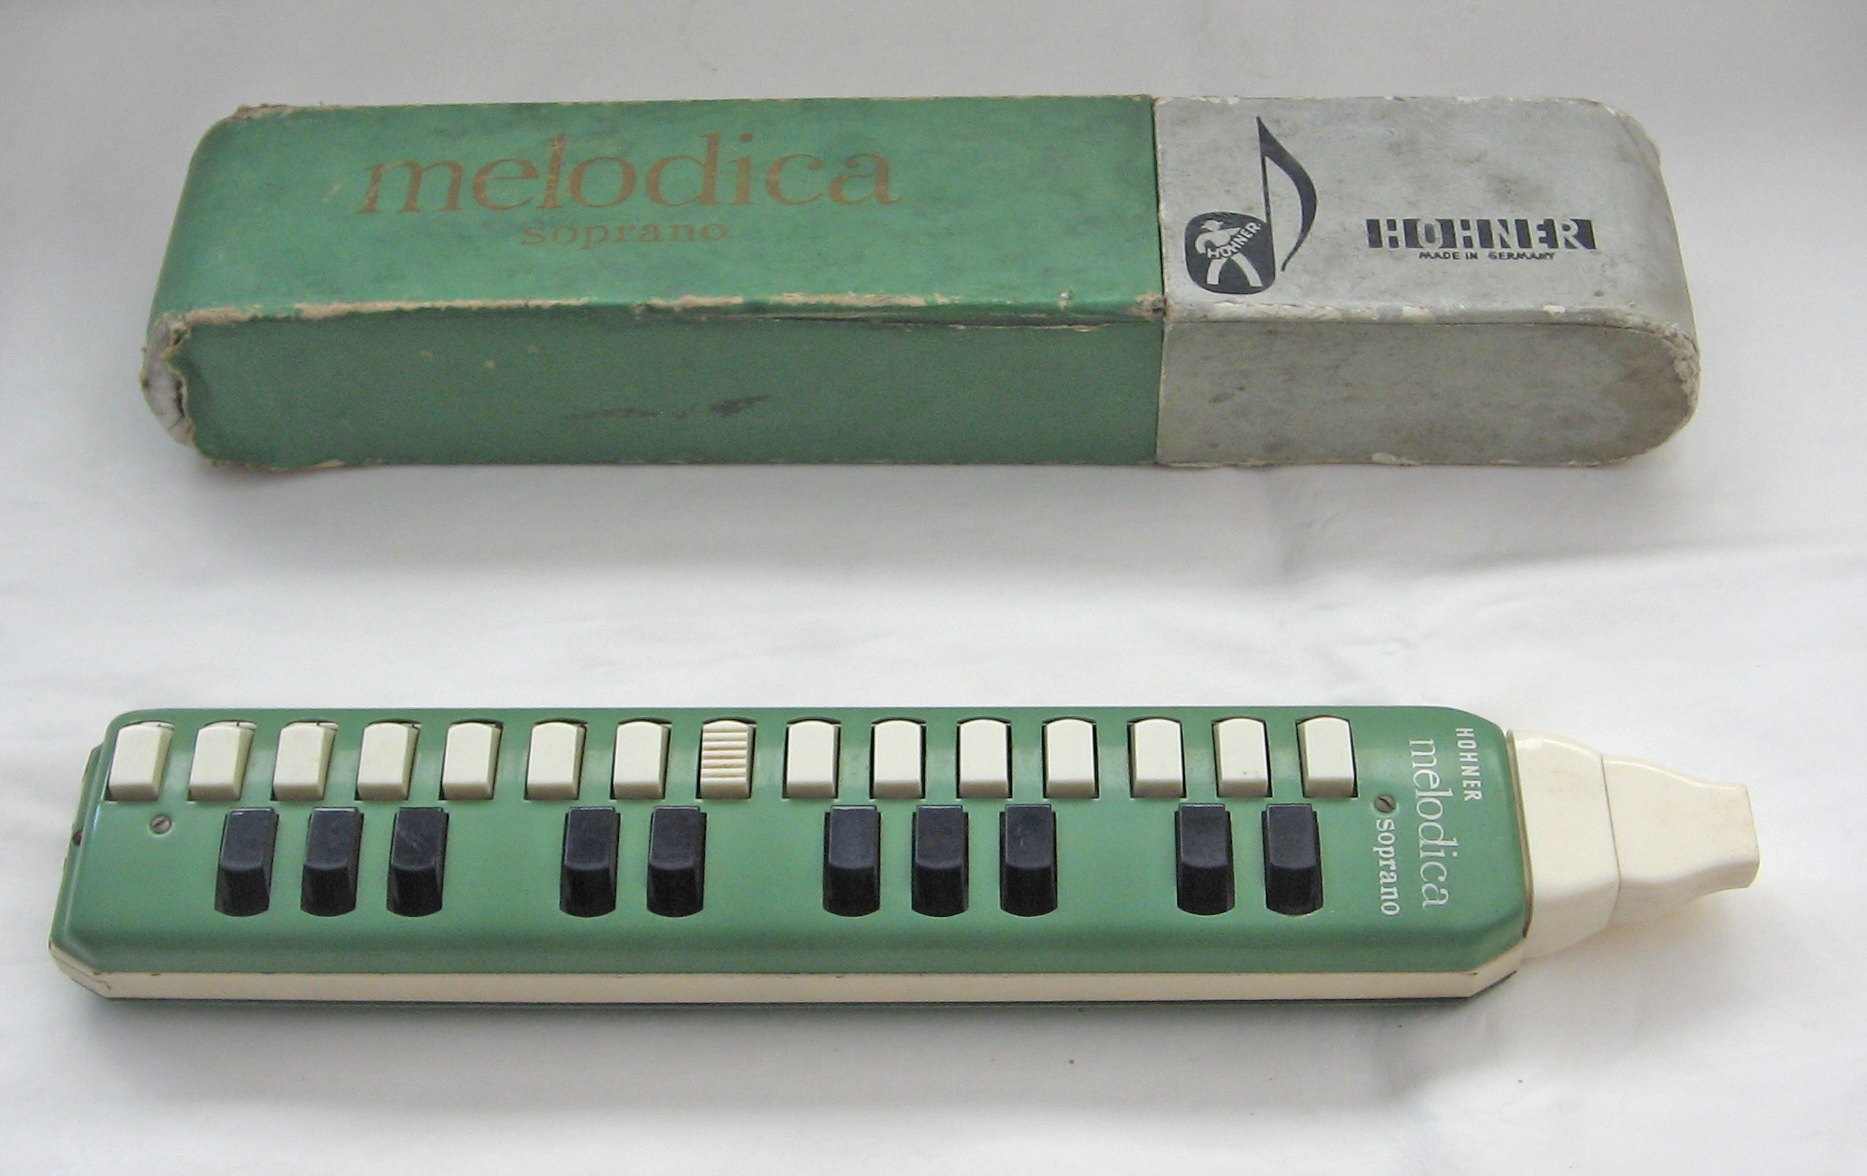 melodica
soprano
HOHNER
HOHNER
MADE IN GERMANY
HOHNER
melodica
soprano